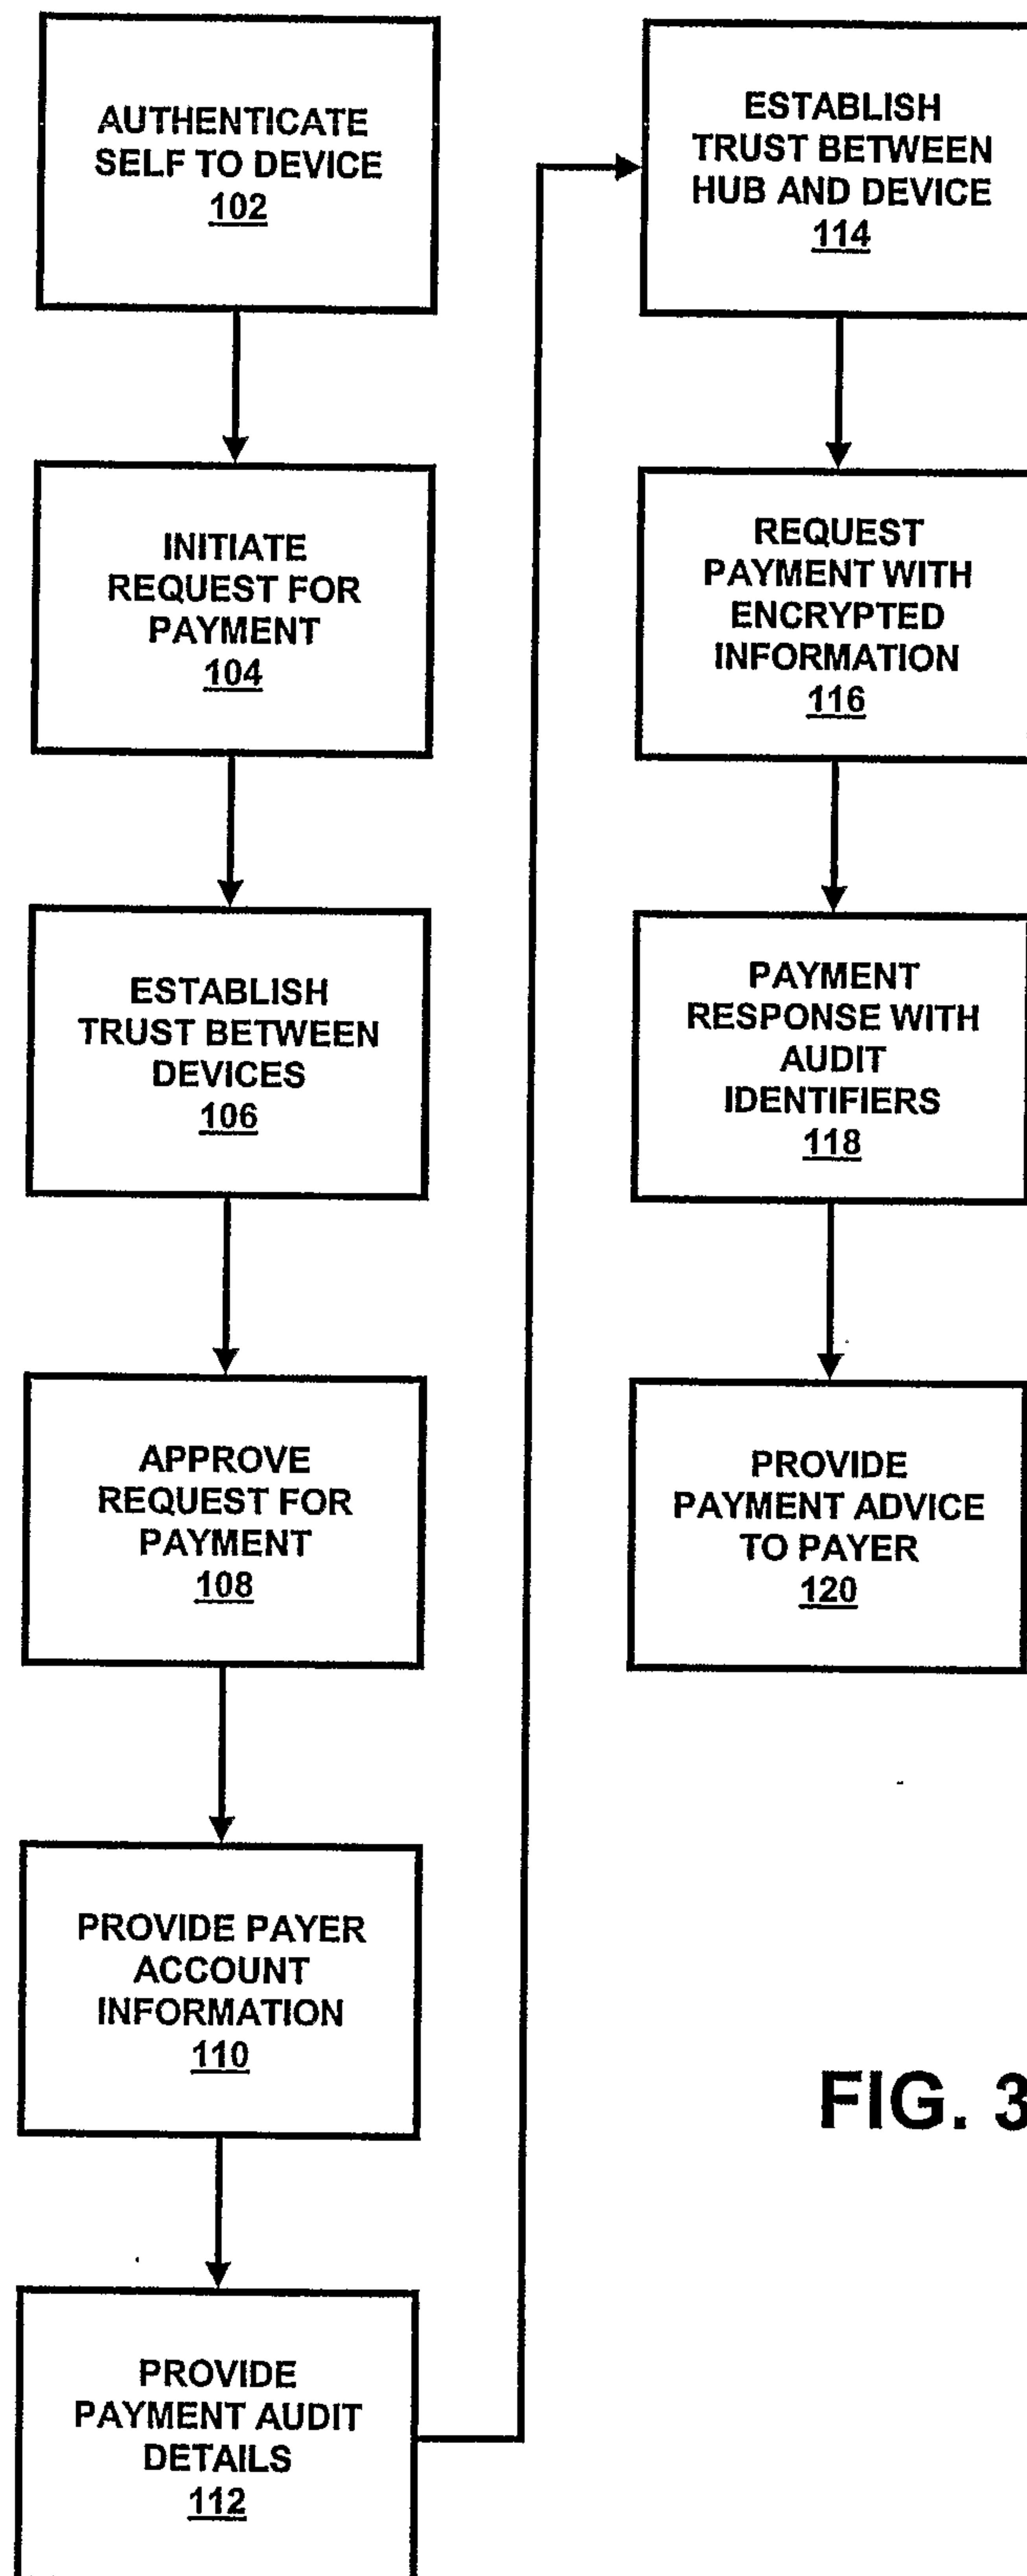 AUTHENTICATE
SELF TO DEVICE
102
INITIATE
REQUEST FOR
PAYMENT
104
ESTABLISH
TRUST BETWEEN
DEVICES
106
APPROVE
REQUEST FOR
PAYMENT
108
PROVIDE PAYER
ACCOUNT
INFORMATION
110
PROVIDE
PAYMENT AUDIT
DETAILS
112
ESTABLISH
TRUST BETWEEN
HUB AND DEVICE
114
REQUEST
PAYMENT WITH
ENCRYPTED
INFORMATION
116
PAYMENT
RESPONSE WITH
AUDIT
IDENTIFIERS
118
PROVIDE
PAYMENT ADVICE
TO PAYER
120
FIG. 3